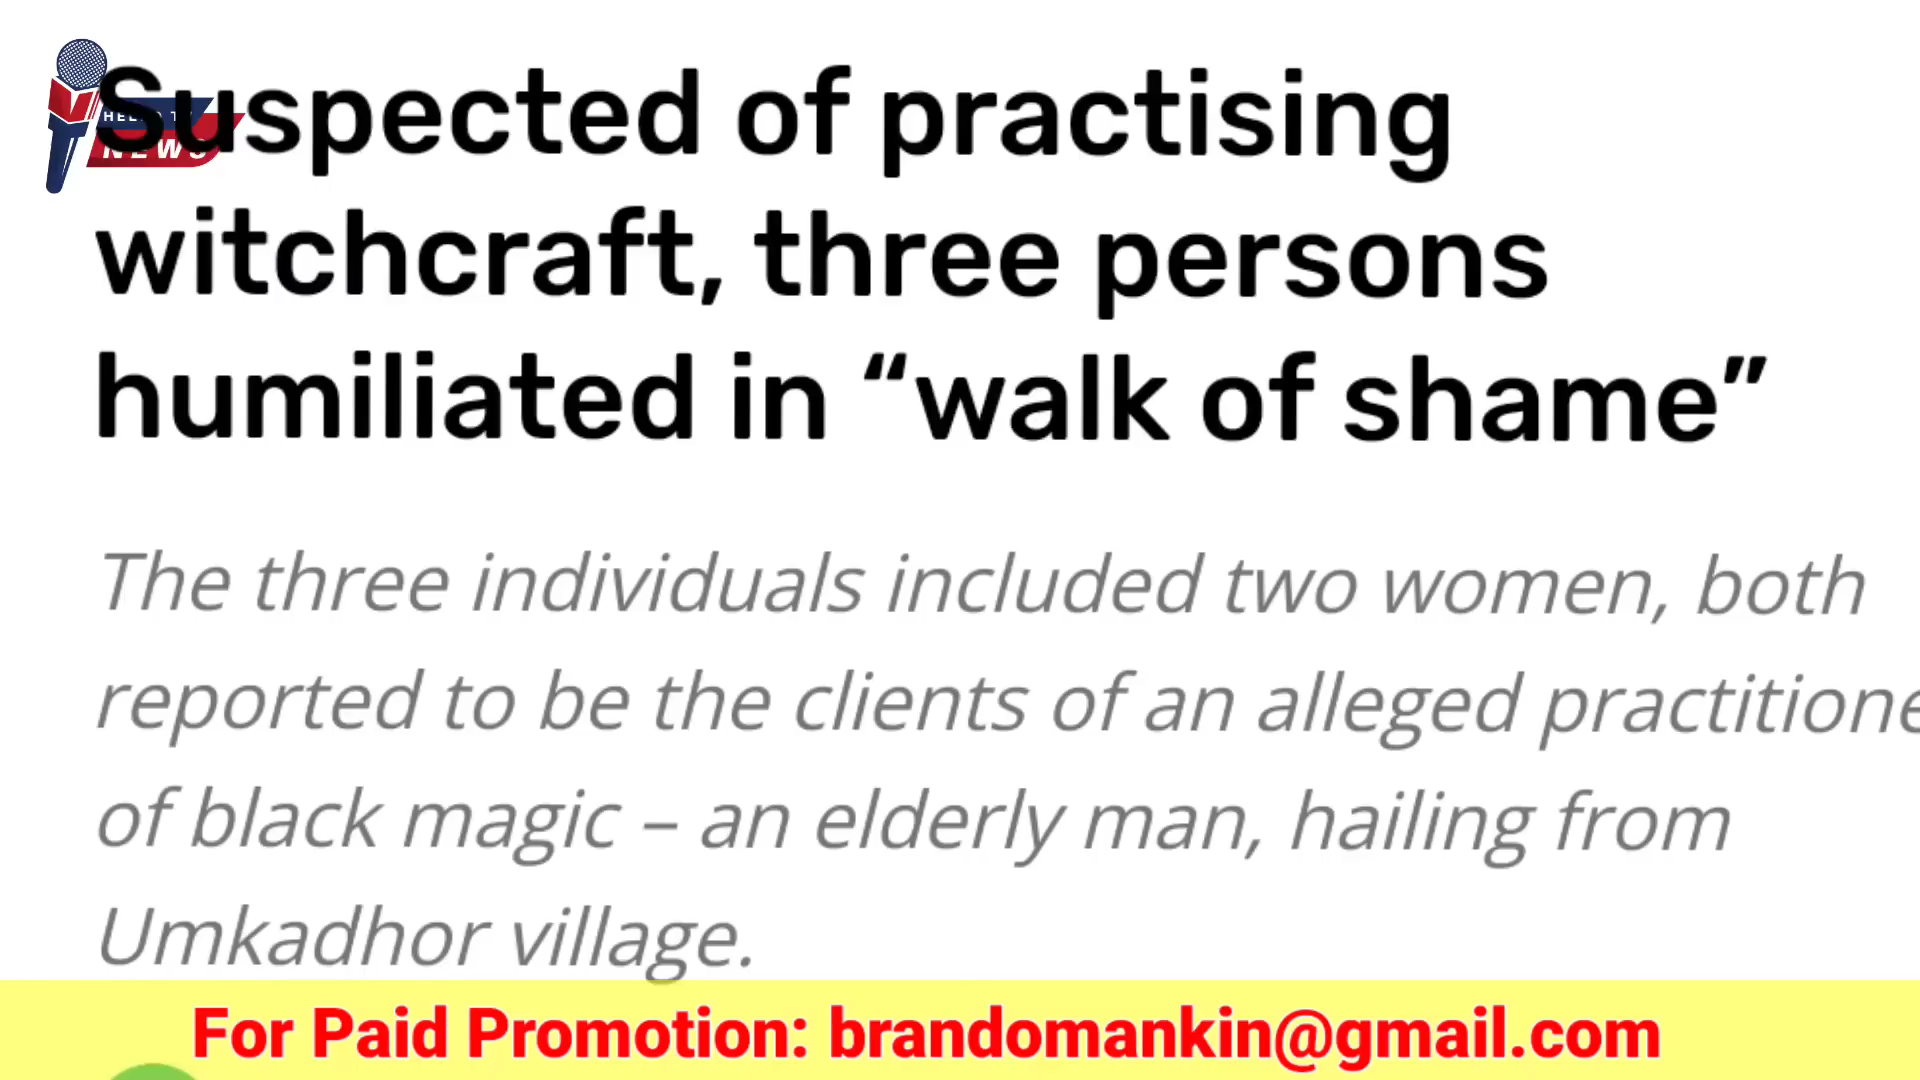 Suspected of practising
witchcraft, three persons
humiliated in “walk of shame”
The three individuals included two women, both
reported to be the clients of an alleged practitione
of black magic – an elderly man, hailing from
Umkadhor village.
For Paid Promotion: brandomankin@gmail.com
NEWS